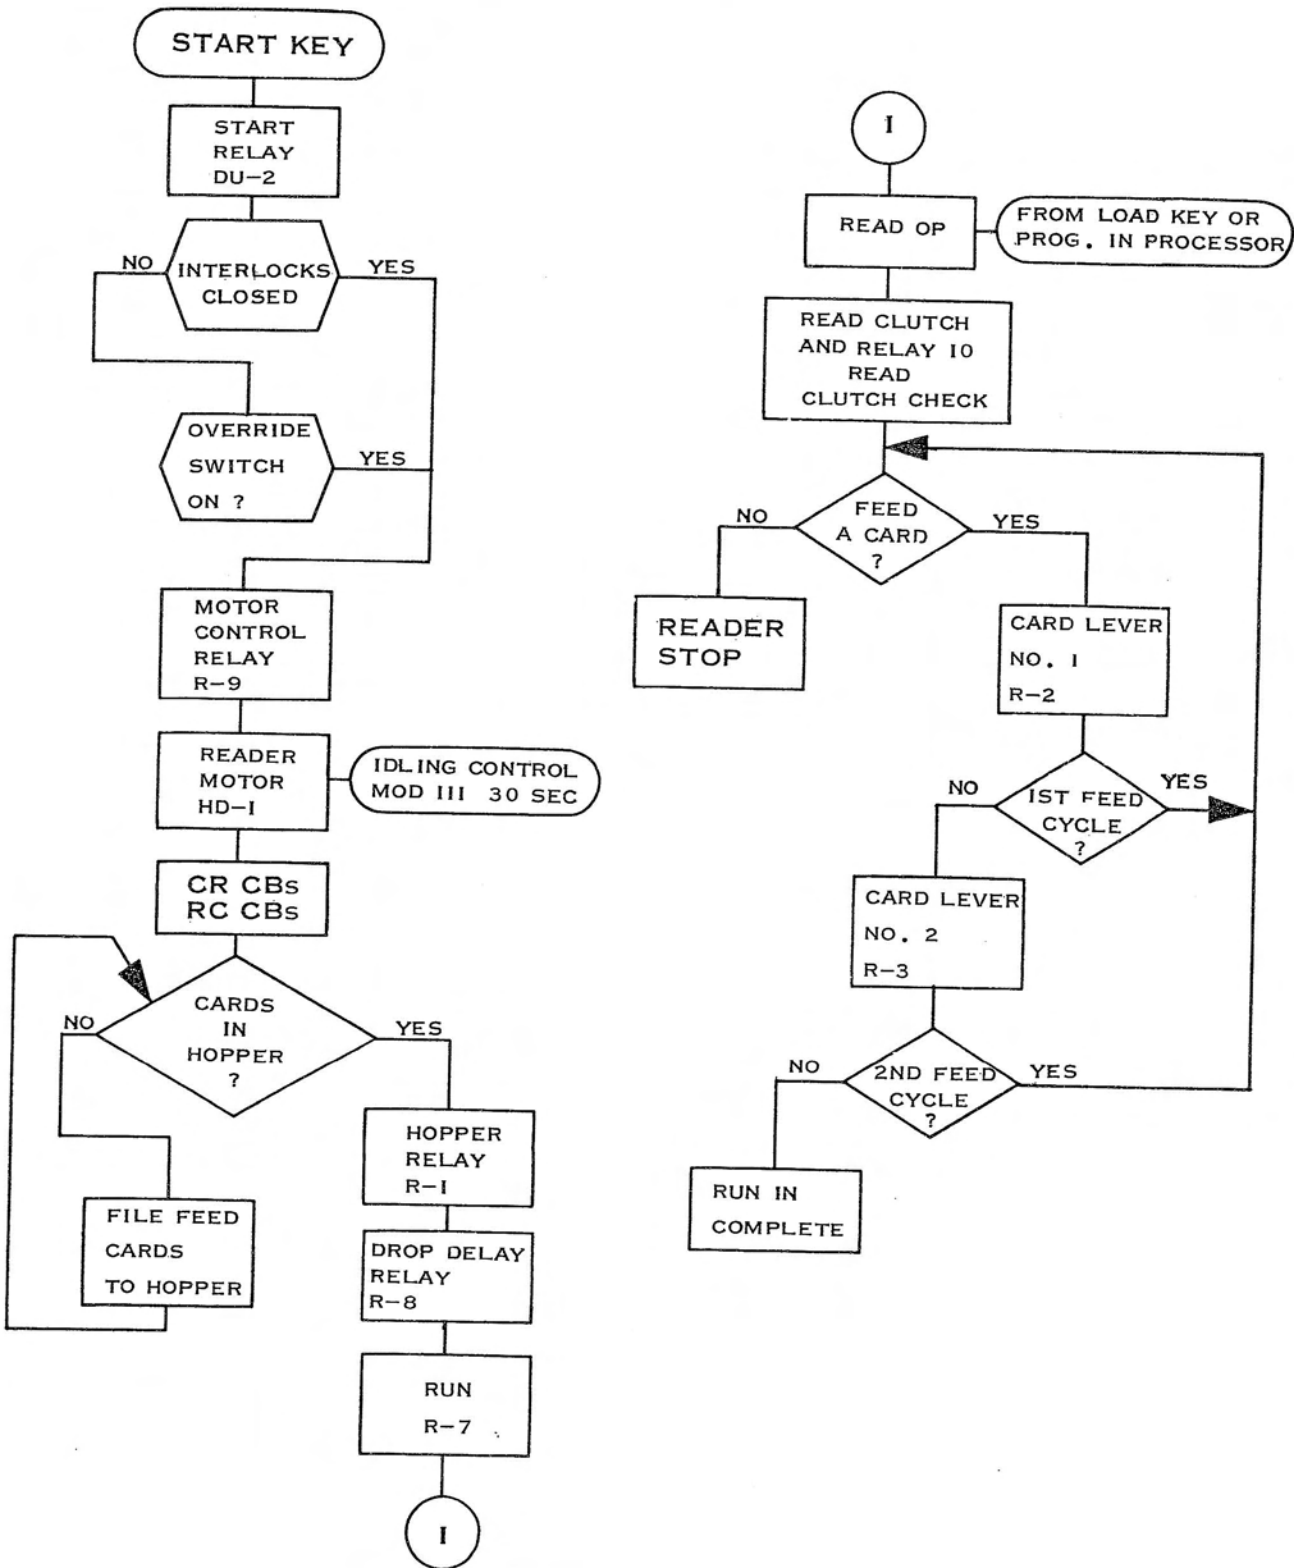 START KEY
START
RELAY
DU-2
NO
INTERLOCKS
CLOSED
YES
OVERRIDE
SWITCH
ON ?
YES
MOTOR
CONTROL
RELAY
R-9
READER
MOTOR
HD-I
IDLING CONTROL
MOD III 30 SEC
CR CBs
RC CBs
CARDS
IN
HOPPER
?
NO
YES
FILE FEED
CARDS
TO HOPPER
HOPPER
RELAY
R-I
DROP DELAY
RELAY
R-8
RUN
R-7
I
I
READ OP
FROM LOAD KEY OR
PROG. IN PROCESSOR
READ CLUTCH
AND RELAY 10
READ
CLUTCH CHECK
FEED
A CARD
?
NO
YES
READER
STOP
CARD LEVER
NO. I
R-2
NO
1ST FEED
CYCLE
?
YES
CARD LEVER
NO. 2
R-3
NO
2ND FEED
CYCLE
?
YES
RUN IN
COMPLETE